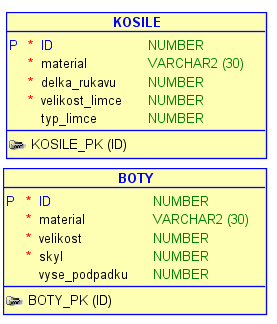 KOSILE
P * ID NUMBER
* material VARCHAR2 (30)
* delka_rukavu NUMBER
* velikost_limce NUMBER
typ_limce NUMBER
KOSILE_PK (ID)
BOTY
P * ID NUMBER
* material VARCHAR2 (30)
* velikost NUMBER
* skyl NUMBER
vyse_podpadku NUMBER
BOTY_PK (ID)